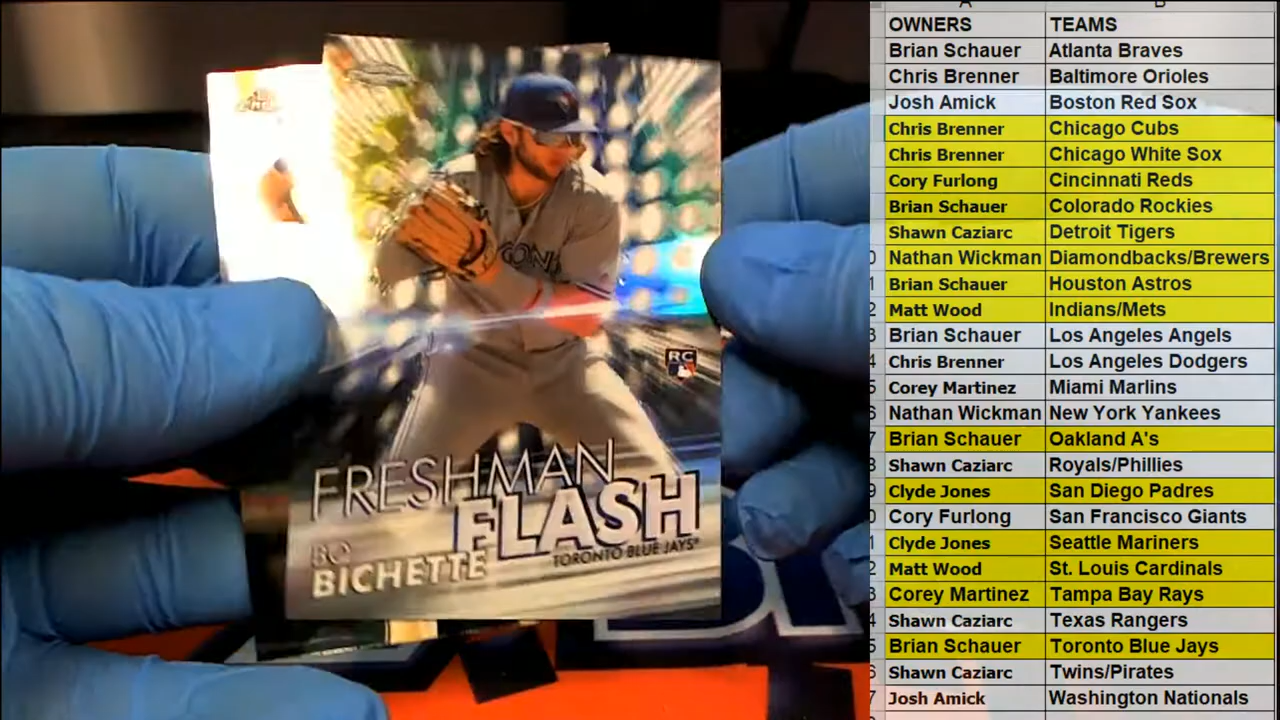 FRESHMAN
FLASH
BO
BICHETTE
TORONTO BLUE JAYS
RC
OWNERS TEAMS
Brian Schauer Atlanta Braves
Chris Brenner Baltimore Orioles
Josh Amick Boston Red Sox
Chris Brenner Chicago Cubs
Chris Brenner Chicago White Sox
Cory Furlong Cincinnati Reds
Brian Schauer Colorado Rockies
Shawn Caziarc Detroit Tigers
Nathan Wickman Diamondbacks/Brewers
Brian Schauer Houston Astros
Matt Wood Indians/Mets
Brian Schauer Los Angeles Angels
Chris Brenner Los Angeles Dodgers
Corey Martinez Miami Marlins
Nathan Wickman New York Yankees
Brian Schauer Oakland A's
Shawn Caziarc Royals/Phillies
Clyde Jones San Diego Padres
Cory Furlong San Francisco Giants
Clyde Jones Seattle Mariners
Matt Wood St. Louis Cardinals
Corey Martinez Tampa Bay Rays
Shawn Caziarc Texas Rangers
Brian Schauer Toronto Blue Jays
Shawn Caziarc Twins/Pirates
Josh Amick Washington Nationals